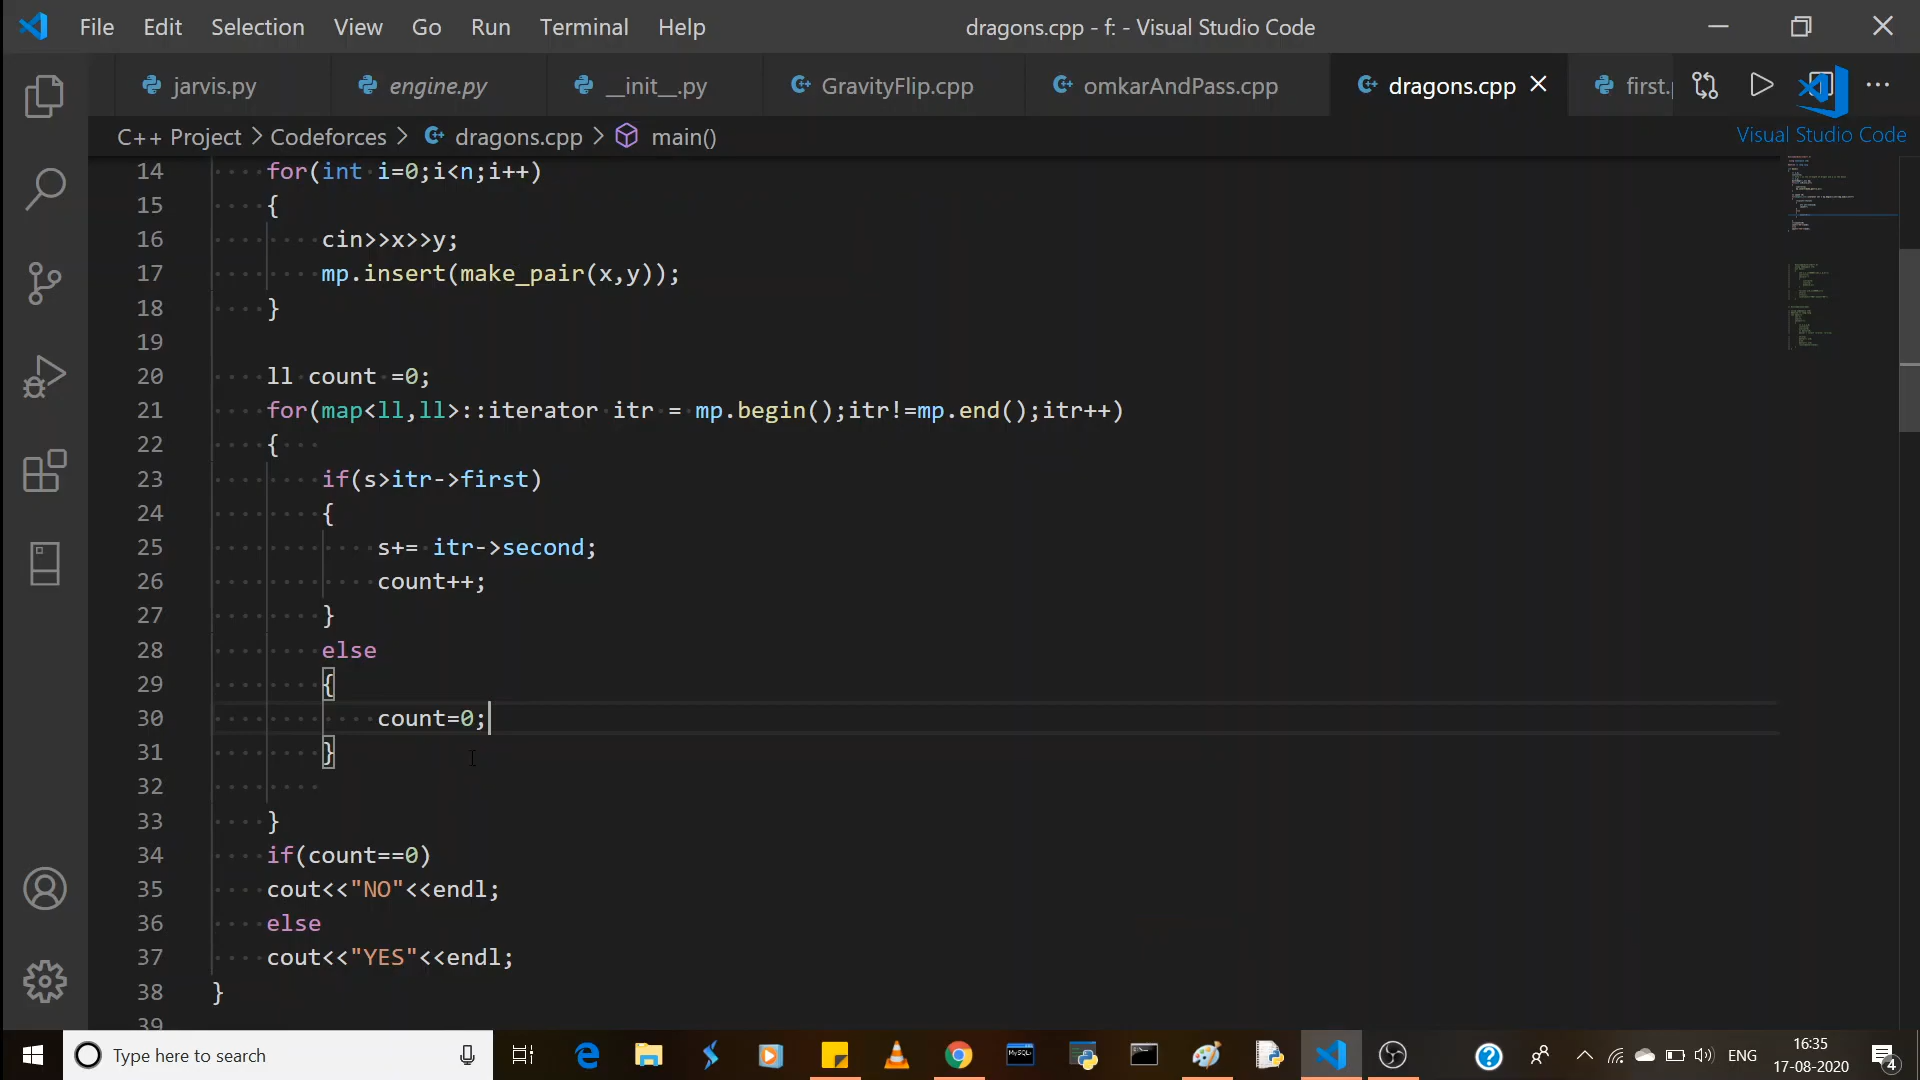 File Edit Selection View Go Run Terminal Help dragons.cpp - f: - Visual Studio Code
jarvis.py engine.py __init__.py GravityFlip.cpp omkarAndPass.cpp dragons.cpp first.
C++ Project > Codeforces > dragons.cpp > main()
Visual Studio Code
14 for(int i=0;i<n;i++)
15 {
16 cin>>x>>y;
17 mp.insert(make_pair(x,y));
18 }
19
20 ll count =0;
21 for(map<ll,ll>::iterator itr = mp.begin();itr!=mp.end();itr++)
22 {
23 if(s>itr->first)
24 {
25 s+= itr->second;
26 count++;
27 }
28 else
29 {
30 count=0;
31 }
32
33 }
34 if(count==0)
35 cout<<"NO"<<endl;
36 else
37 cout<<"YES"<<endl;
38 }
39
Type here to search
MySQL
ENG
16:35
17-08-2020
4